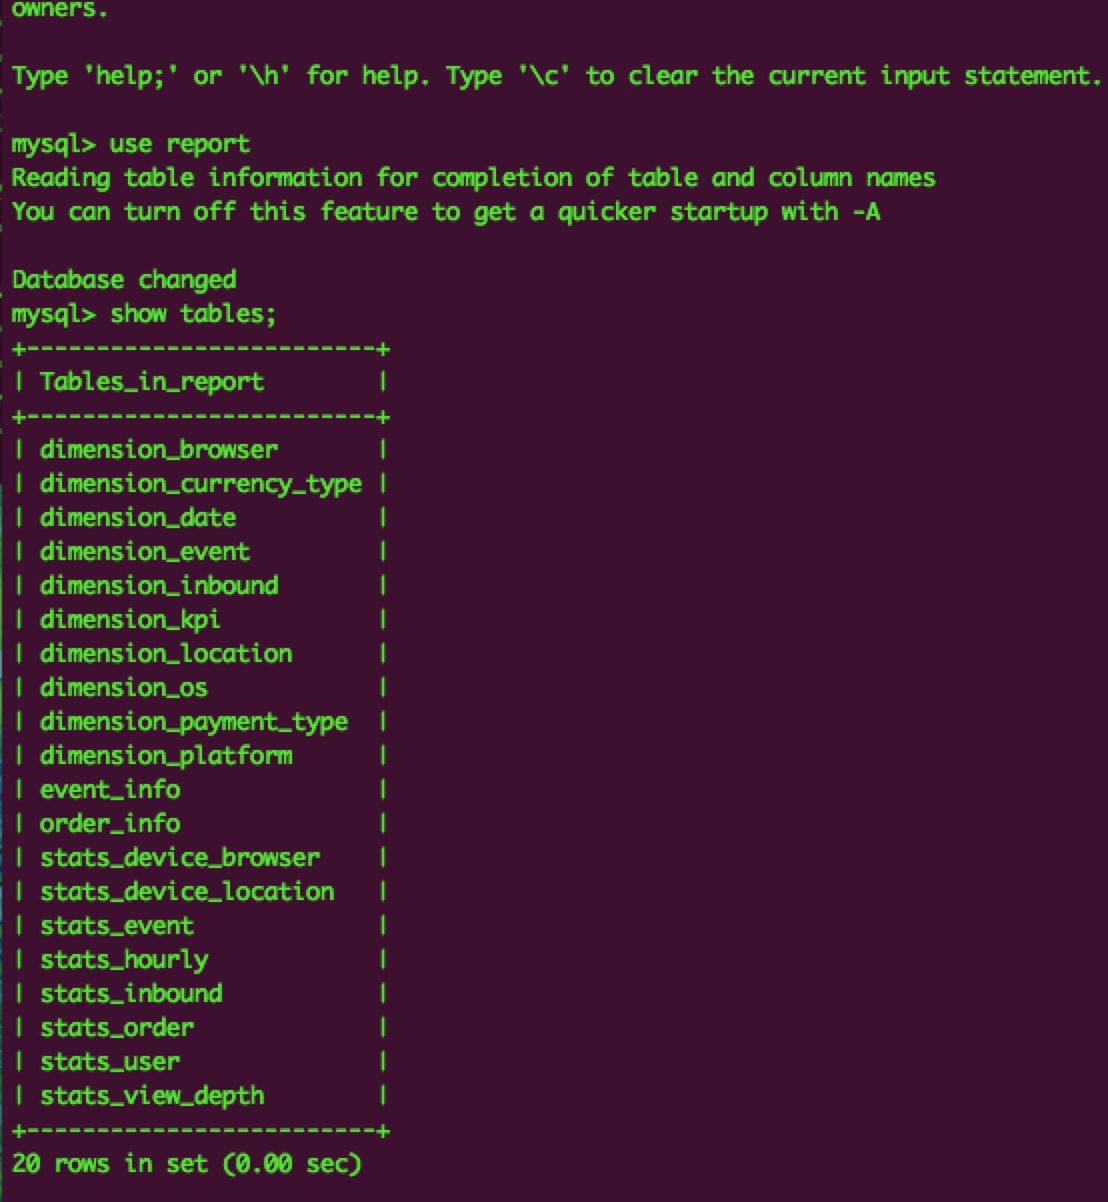 owners.
Type 'help;' or '\h' for help. Type '\c' to clear the current input statement.
mysql> use report
Reading table information for completion of table and column names
You can turn off this feature to get a quicker startup with -A
Database changed
mysql> show tables;
+-------------------------+
| Tables_in_report        |
+-------------------------+
| dimension_browser       |
| dimension_currency_type |
| dimension_date          |
| dimension_event         |
| dimension_inbound       |
| dimension_kpi           |
| dimension_location      |
| dimension_os            |
| dimension_payment_type  |
| dimension_platform      |
| event_info              |
| order_info              |
| stats_device_browser    |
| stats_device_location   |
| stats_event             |
| stats_hourly            |
| stats_inbound           |
| stats_order             |
| stats_user              |
| stats_view_depth        |
+-------------------------+
20 rows in set (0.00 sec)